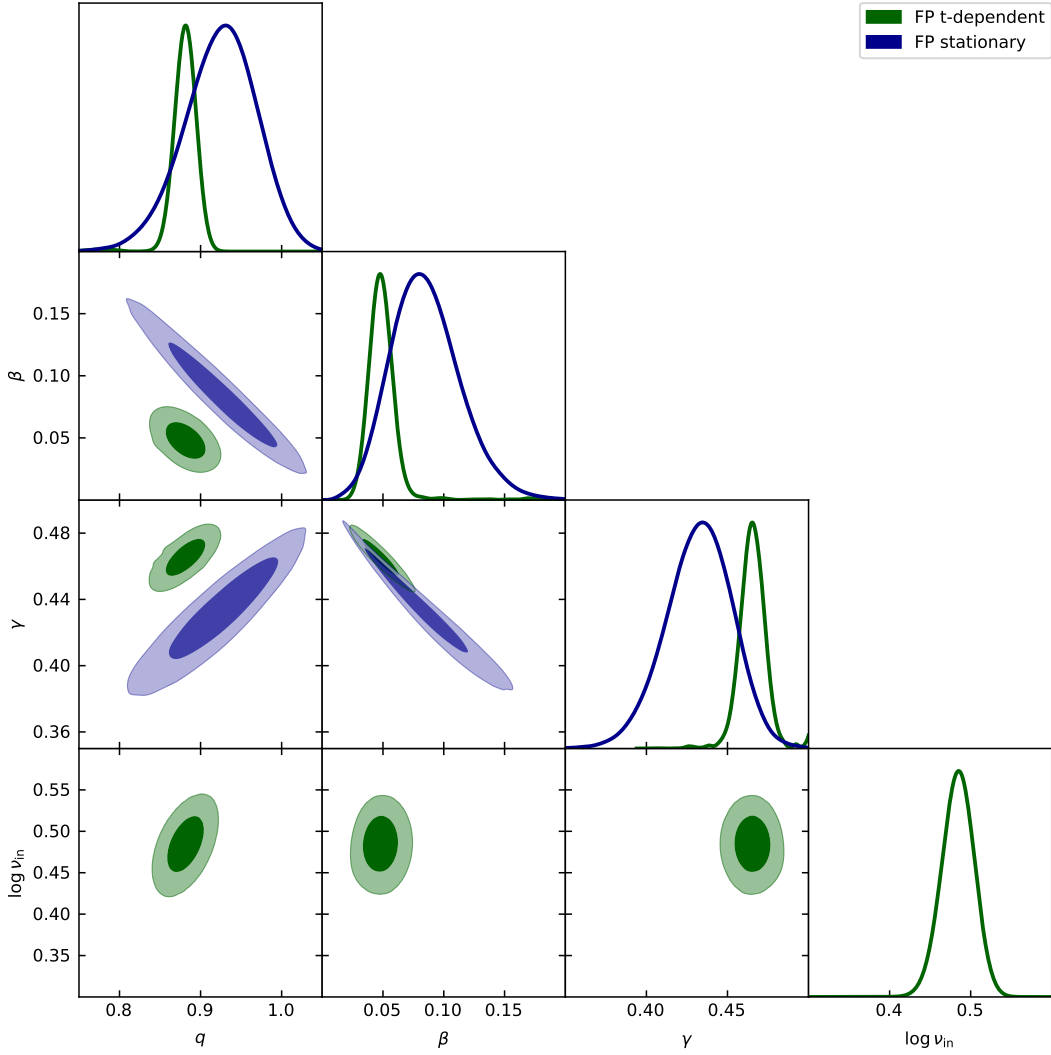 FP t-dependent
FP stationary
β
0.15
0.10
0.05
γ
0.48
0.44
0.40
0.36
log ν_in
0.55
0.50
0.45
0.40
0.35
0.8 0.9 1.0
0.05 0.10 0.15
0.40 0.45
0.4 0.5
q
β
γ
log ν_in